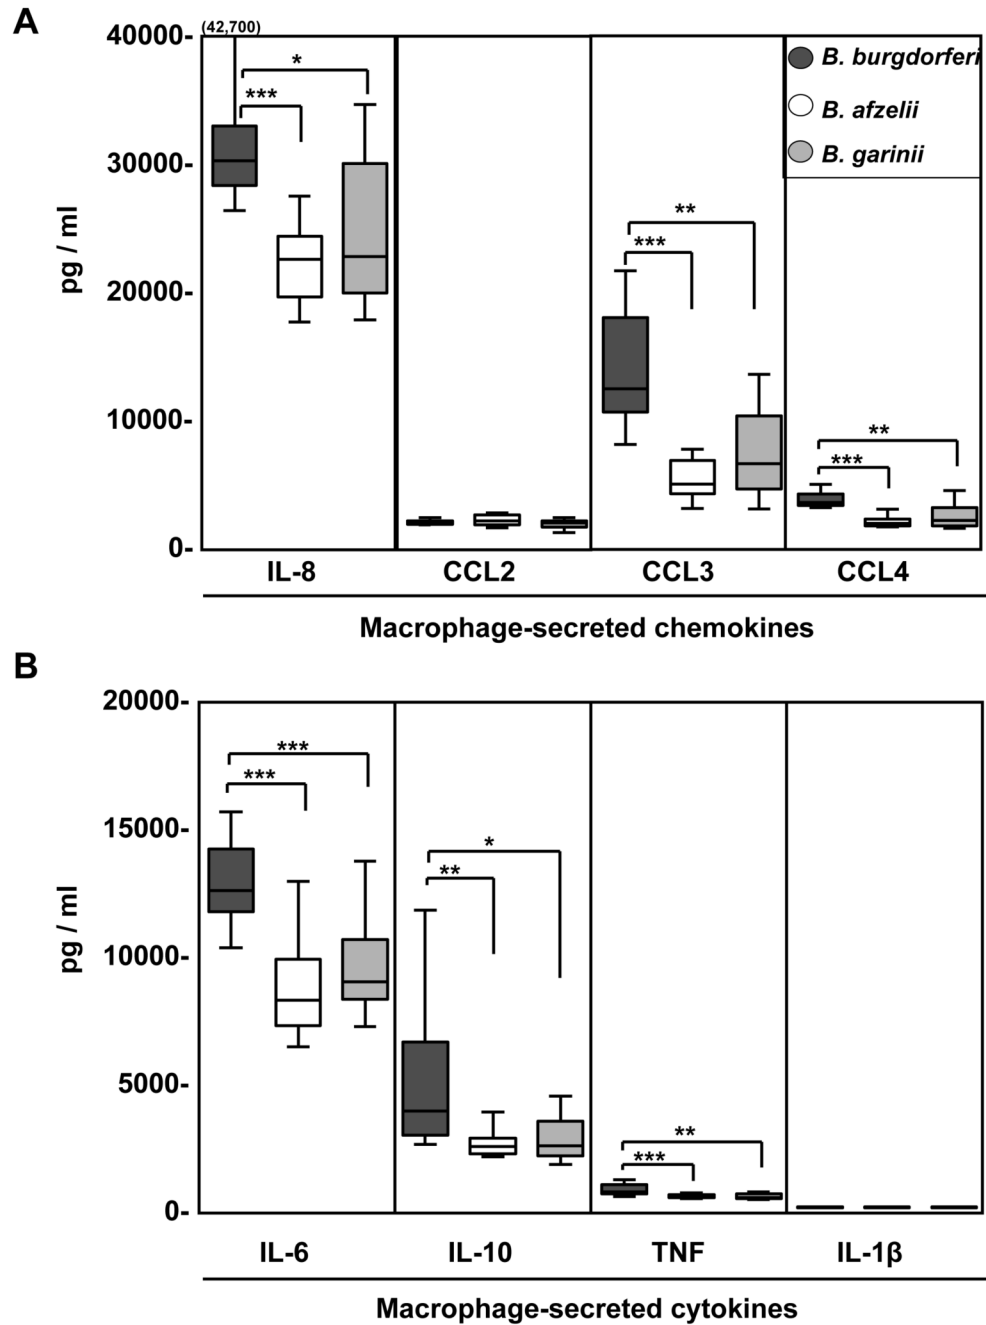 A
(42,700)
40000-
30000-
20000-
10000-
0-
pg / ml
*
***
**
***
**
***
B. burgdorferi
B. afzelii
B. garinii
IL-8 CCL2 CCL3 CCL4
Macrophage-secreted chemokines
B
20000-
15000-
10000-
5000-
0-
pg / ml
***
***
*
**
**
***
IL-6 IL-10 TNF IL-1β
Macrophage-secreted cytokines